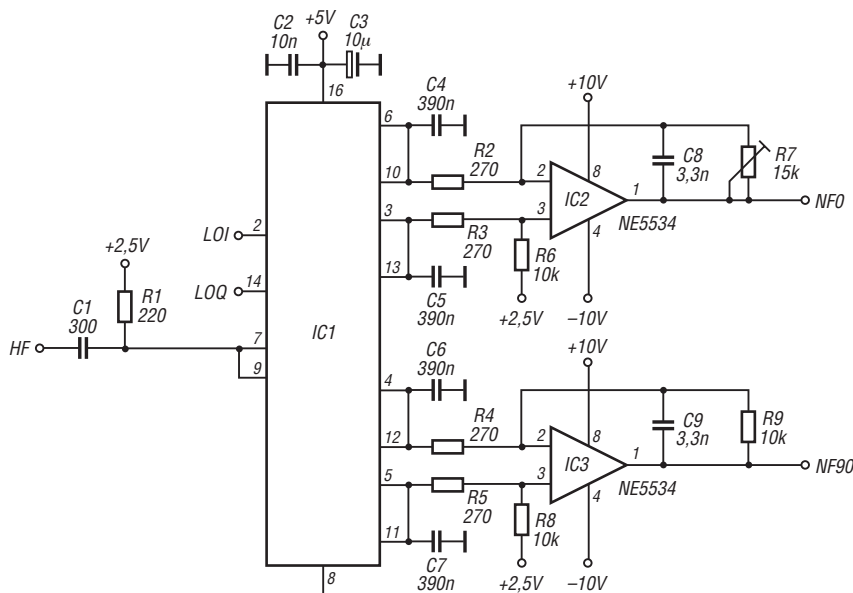 C2
10n
+5V
C3
10µ
16
+2,5V
C1
300
R1
220
HF
LOI
LOQ
2
14
7
9
IC1
8
6
10
3
13
4
12
5
11
C4
390n
R2
270
R3
270
C5
390n
R6
10k
+2,5V
+10V
2
3
8
4
1
IC2
NE5534
–10V
C8
3,3n
R7
15k
NF0
C6
390n
R4
270
R5
270
C7
390n
R8
10k
+2,5V
+10V
2
3
8
4
1
IC3
NE5534
–10V
C9
3,3n
R9
10k
NF90